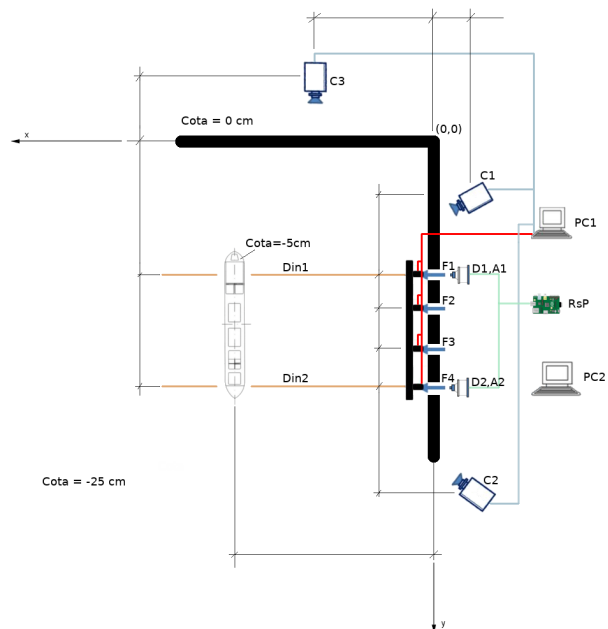 C3
Cota = 0 cm
(0,0)
x
C1
PC1
Cota=-5cm
Din1
F1
D1,A1
F2
RsP
F3
Din2
F4
D2,A2
PC2
Cota = -25 cm
C2
y